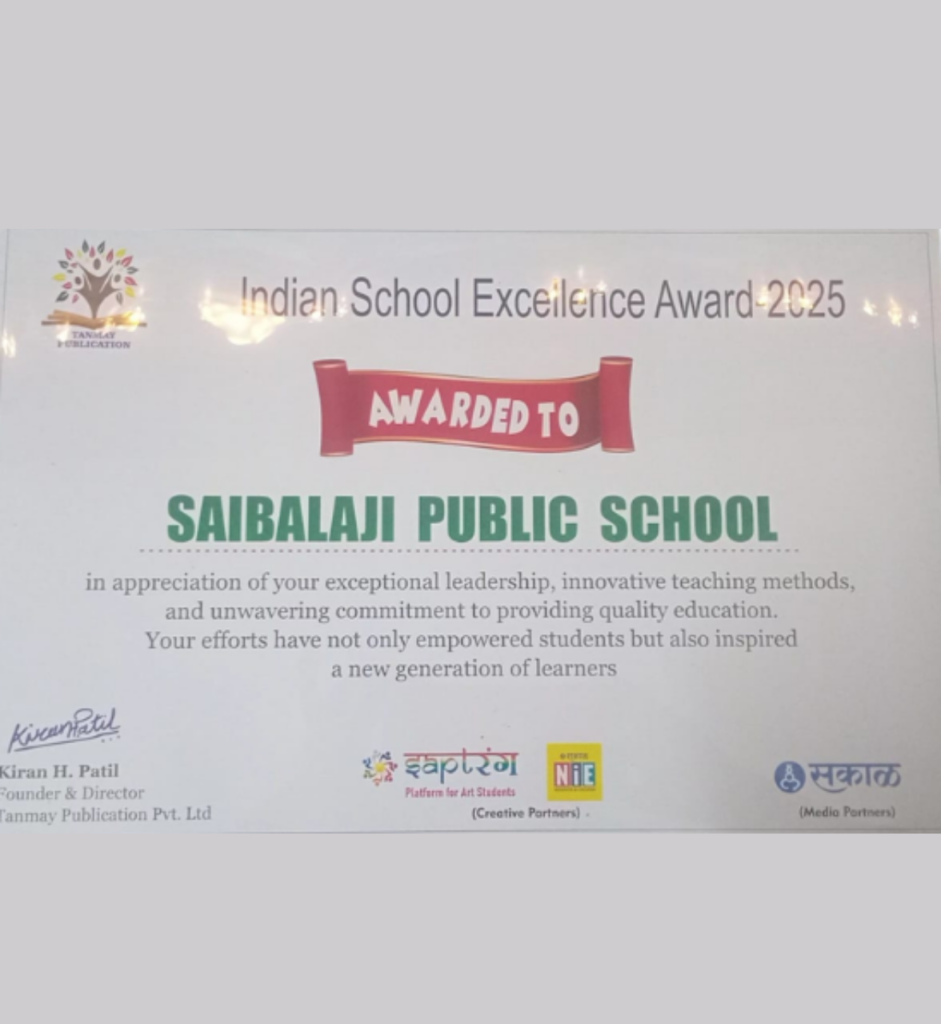 Indian School Excellence Award-2025
TANMAY
PUBLICATION
AWARDED TO
SAIBALAJI PUBLIC SCHOOL
in appreciation of your exceptional leadership, innovative teaching methods,
and unwavering commitment to providing quality education.
Your efforts have not only empowered students but also inspired
a new generation of learners
Kiran Patil
Kiran H. Patil
Founder & Director
Tanmay Publication Pvt. Ltd
saptरंग
Platform for Art Students
NiE
(Creative Partners)
सकाळ
(Media Partners)